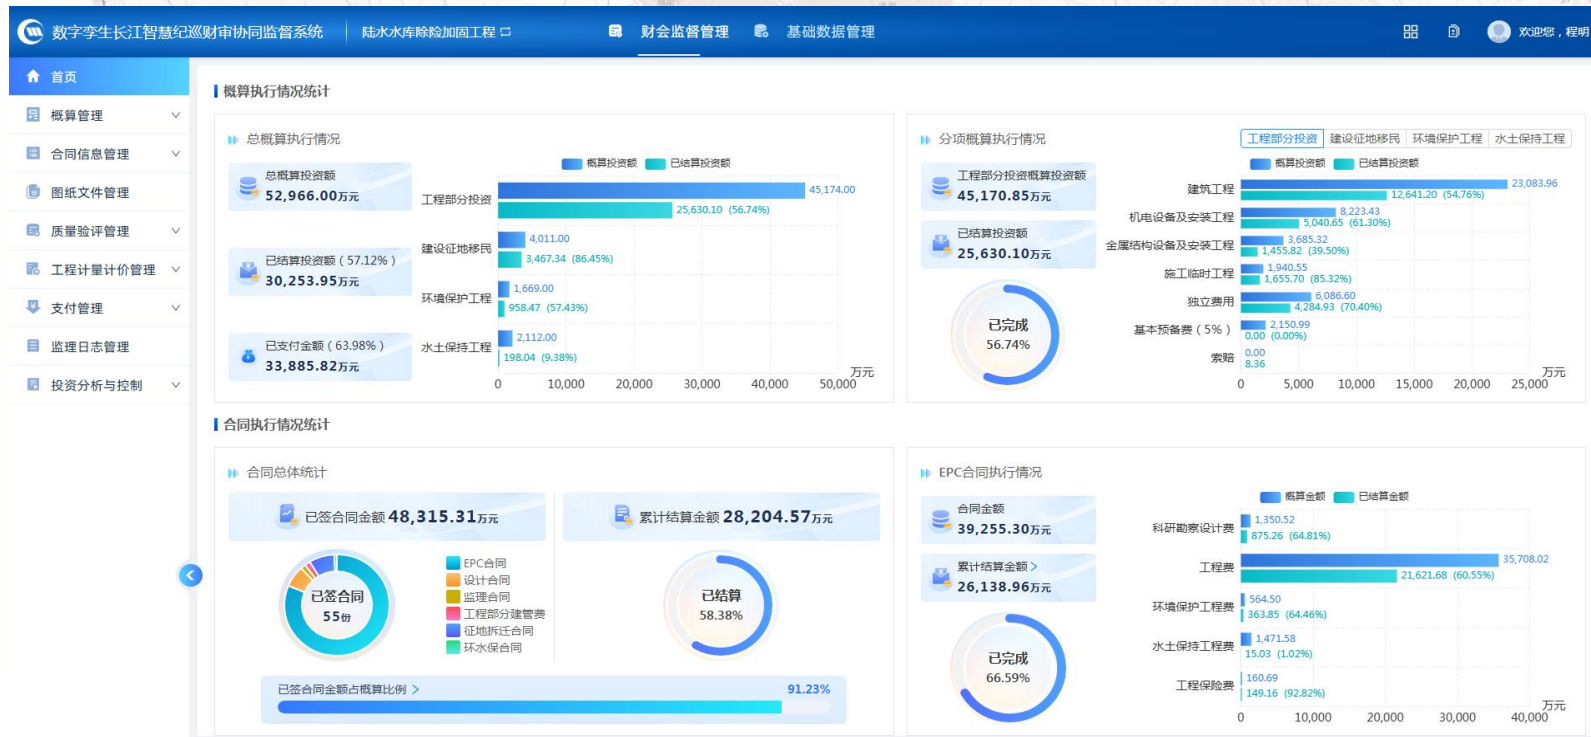 数字孪生长江智慧纪巡财审协同监督系统
陆水水库除险加固工程
财会监督管理
基础数据管理
欢迎您，程明
首页
概算管理
合同信息管理
图纸文件管理
质量验评管理
工程计量计价管理
支付管理
监理日志管理
投资分析与控制
概算执行情况统计
总概算执行情况
总概算投资额
52,966.00万元
已结算投资额（57.12%）
30,253.95万元
已支付金额（63.98%）
33,885.82万元
概算投资额 已结算投资额
工程部分投资
45,174.00
25,630.10 (56.74%)
建设征地移民
4,011.00
3,467.34 (86.45%)
环境保护工程
1,669.00
958.47 (57.43%)
水土保持工程
2,112.00
198.04 (9.38%)
万元
0 10,000 20,000 30,000 40,000 50,000
分项概算执行情况
工程部分投资 建设征地移民 环境保护工程 水土保持工程
工程部分投资概算投资额
45,170.85万元
已结算投资额
25,630.10万元
已完成
56.74%
概算投资额 已结算投资额
建筑工程
23,083.96
12,641.20 (54.76%)
机电设备及安装工程
8,223.43
5,040.65 (61.30%)
金属结构设备及安装工程
3,685.32
1,455.82 (39.50%)
施工临时工程
1,940.55
1,655.70 (85.32%)
独立费用
6,086.60
4,284.93 (70.40%)
基本预备费（5%）
2,150.99
0.00 (0.00%)
索赔
0.00
8.36
万元
0 5,000 10,000 15,000 20,000 25,000
合同执行情况统计
合同总体统计
已签合同金额 48,315.31万元
累计结算金额 28,204.57万元
已签合同
55份
EPC合同
设计合同
监理合同
工程部分建管费
征地拆迁合同
环水保合同
已结算
58.38%
已签合同金额占概算比例 >
91.23%
EPC合同执行情况
合同金额
39,255.30万元
累计结算金额 >
26,138.96万元
已完成
66.59%
概算金额 已结算金额
科研勘察设计费
1,350.52
875.26 (64.81%)
工程费
35,708.02
21,621.68 (60.55%)
环境保护工程费
564.50
363.85 (64.46%)
水土保持工程费
1,471.58
15.03 (1.02%)
工程保险费
160.69
149.16 (92.82%)
万元
0 10,000 20,000 30,000 40,000